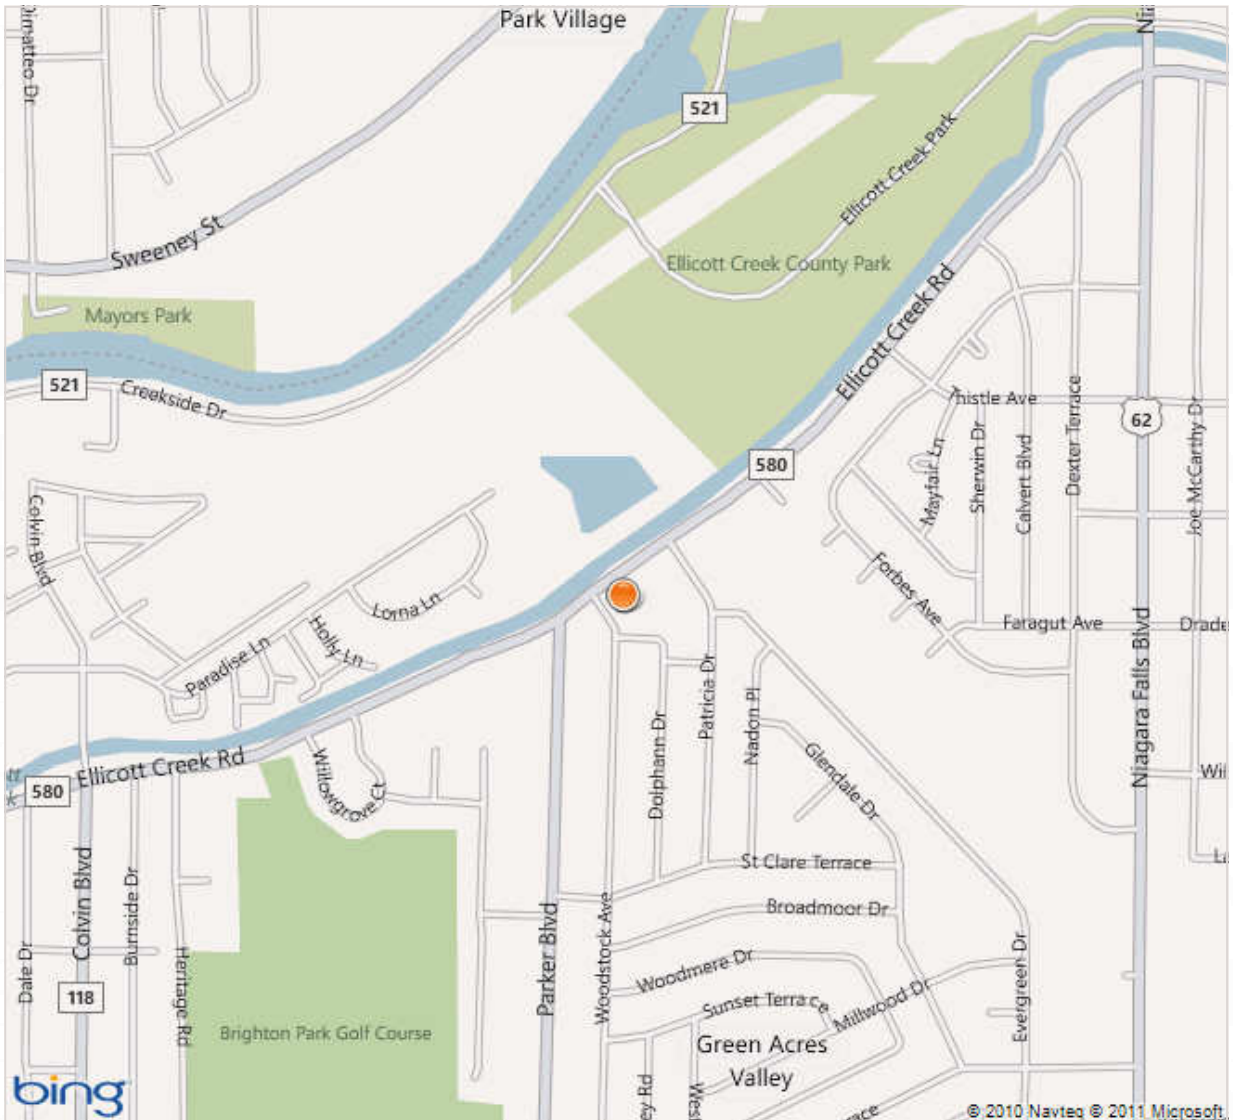 Park Village
Dimatteo Dr
521
Ellicott Creek Park
Sweeney St
Ellicott Creek County Park
Mayors Park
Ellicott Creek Rd
521
Creekside Dr
Thistle Ave
Dexter Terrace
62
Joe McCarthy Dr
Mayfair Ln
Sherwin Dr
Calvert Blvd
580
Colvin Blvd
Forbes Ave
Lorna Ln
Holly Ln
Faragut Ave
Paradise Ln
Patricia Dr
Niagara Falls Blvd
Nadon Pl
Dolphann Dr
Glendale Dr
Willowgrove Ct
Ellicott Creek Rd
580
St Clare Terrace
Broadmoor Dr
Colvin Blvd
Burnside Dr
Parker Blvd
Woodstock Ave
Woodmere Dr
Evergreen Dr
Dale Dr
118
Heritage Rd
Sunset Terrace
Millwood Dr
Brighton Park Golf Course
Green Acres
Valley
bing
© 2010 Navteq © 2011 Microsoft